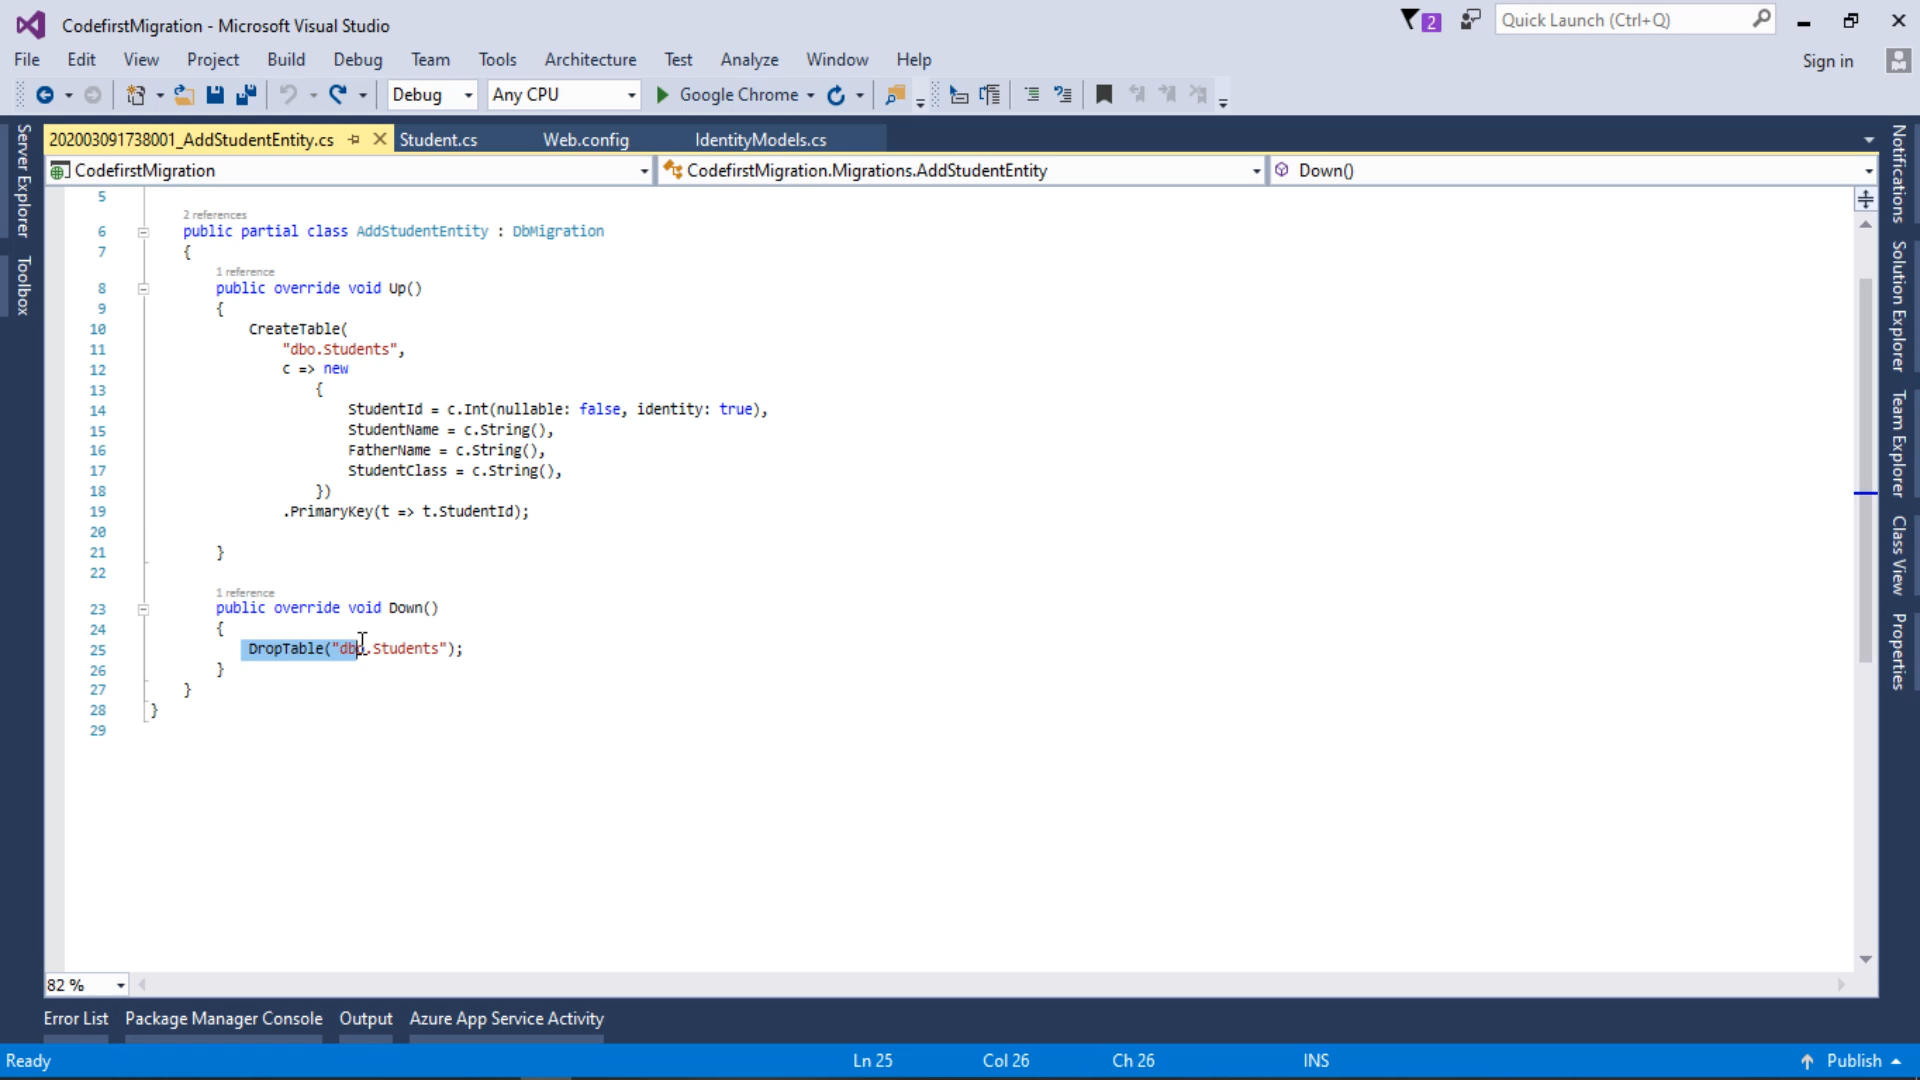 CodefirstMigration - Microsoft Visual Studio
2
Quick Launch (Ctrl+Q)
File Edit View Project Build Debug Team Tools Architecture Test Analyze Window Help
Sign in
Debug Any CPU Google Chrome
202003091738001_AddStudentEntity.cs Student.cs Web.config IdentityModels.cs
CodefirstMigration CodefirstMigration.Migrations.AddStudentEntity Down()
Server Explorer
Toolbox
5
2 references
6 public partial class AddStudentEntity : DbMigration
7 {
1 reference
8 public override void Up()
9 {
10 CreateTable(
11 "dbo.Students",
12 c => new
13 {
14 StudentId = c.Int(nullable: false, identity: true),
15 StudentName = c.String(),
16 FatherName = c.String(),
17 StudentClass = c.String(),
18 })
19 .PrimaryKey(t => t.StudentId);
20
21 }
22
1 reference
23 public override void Down()
24 {
25 DropTable("dbo.Students");
26 }
27 }
28 }
29
Notifications
Solution Explorer
Team Explorer
Class View
Properties
82 %
Error List Package Manager Console Output Azure App Service Activity
Ready Ln 25 Col 26 Ch 26 INS Publish